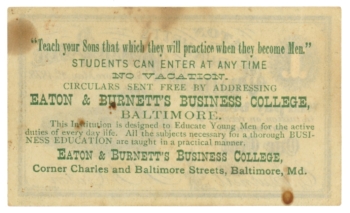 "Teach your Sons that which they will practice when they become Men."
STUDENTS CAN ENTER AT ANY TIME
NO VACATION.
CIRCULARS SENT FREE BY ADDRESSING
EATON & BURNETT'S BUSINESS COLLEGE,
BALTIMORE.
This Institution is designed to Educate Young Men for the active
duties of every day life. All the subjects necessary for a thorough BUSI-
NESS EDUCATION are taught in a practical manner.
EATON & BURNETT'S BUSINESS COLLEGE,
Corner Charles and Baltimore Streets, Baltimore, Md.